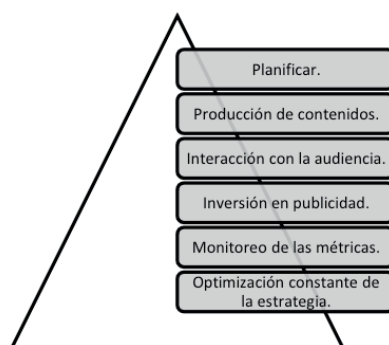 Planificar.
Producción de contenidos.
Interacción con la audiencia.
Inversión en publicidad.
Monitoreo de las métricas.
Optimización constante de
la estrategia.